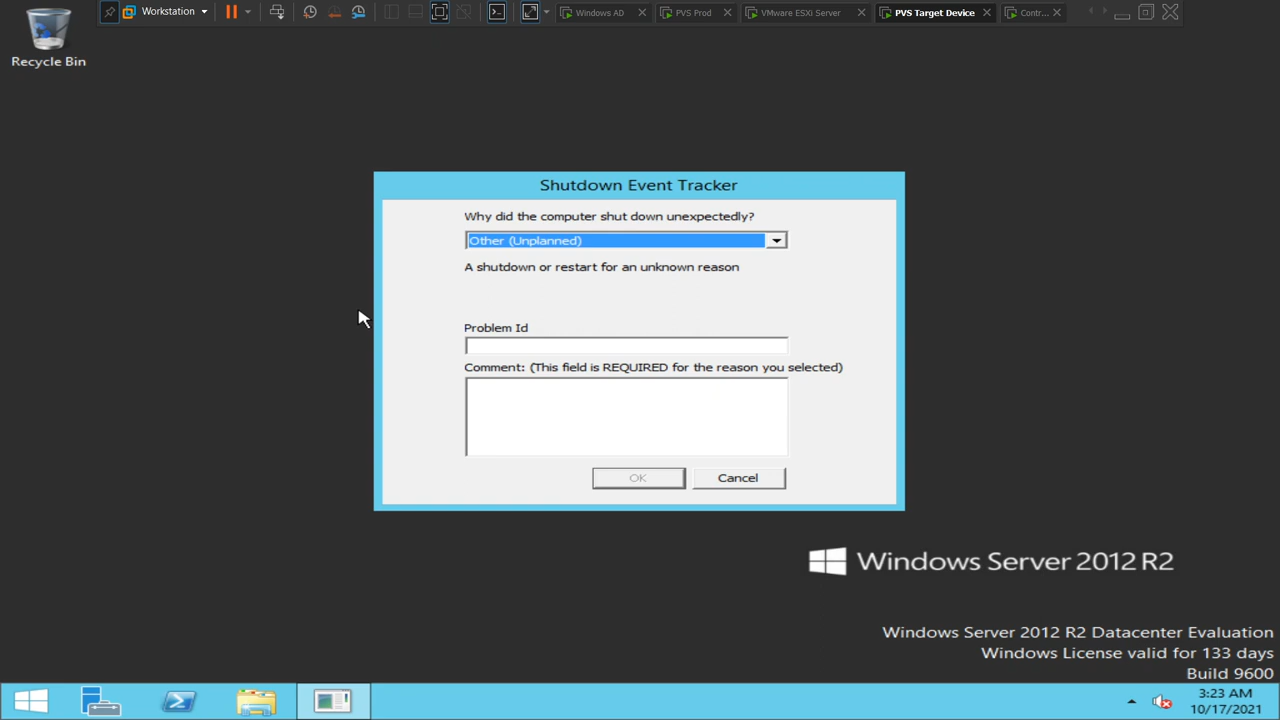 Workstation
Windows AD
PVS Prod
VMware ESXi Server
PVS Target Device
Contr...
Recycle Bin
Shutdown Event Tracker
Why did the computer shut down unexpectedly?
Other (Unplanned)
A shutdown or restart for an unknown reason
Problem Id
Comment: (This field is REQUIRED for the reason you selected)
OK
Cancel
Windows Server 2012 R2
Windows Server 2012 R2 Datacenter Evaluation
Windows License valid for 133 days
Build 9600
3:23 AM
10/17/2021